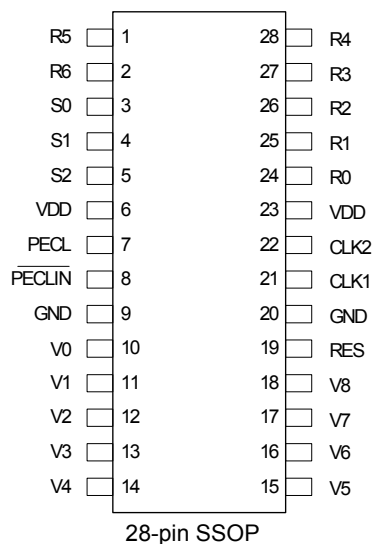 R5 1 28 R4
R6 2 27 R3
S0 3 26 R2
S1 4 25 R1
S2 5 24 R0
VDD 6 23 VDD
PECL 7 22 CLK2
PECLIN 8 21 CLK1
GND 9 20 GND
V0 10 19 RES
V1 11 18 V8
V2 12 17 V7
V3 13 16 V6
V4 14 15 V5
28-pin SSOP